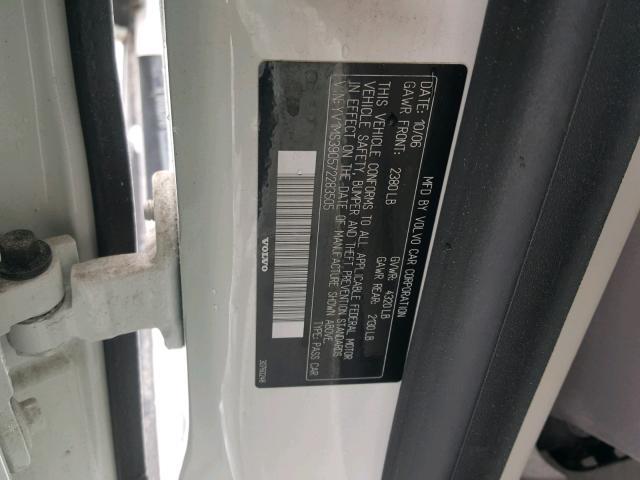 DATE: 10/06 MFD BY VOLVO CAR CORPORATION
GVWR: 4320 LB
GAWR FRONT: 2380 LB GAWR REAR: 2130 LB
THIS VEHICLE CONFORMS TO ALL APPLICABLE FEDERAL MOTOR
VEHICLE SAFETY, BUMPER AND THEFT PREVENTION STANDARDS
IN EFFECT ON THE DATE OF MANUFACTURE SHOWN ABOVE.
VIN: YV1MS390572283505 TYPE: PASS CAR
VOLVO